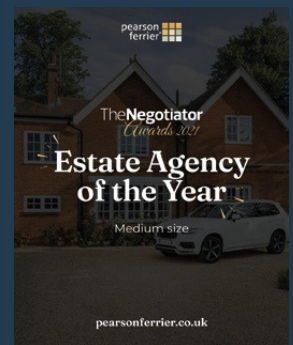 pearson
ferrier
TheNegotiator
Awards 2021
Estate Agency
of the Year
Medium size
pearsonferrier.co.uk